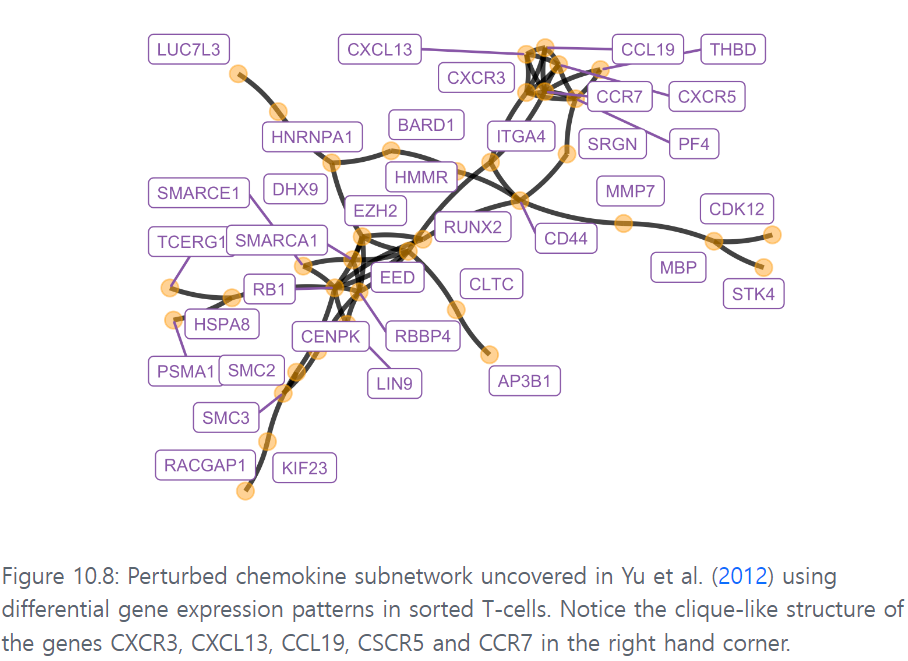 LUC7L3
CXCL13
CCL19
THBD
CXCR3
CCR7
CXCR5
HNRNPA1
BARD1
ITGA4
SRGN
PF4
SMARCE1
DHX9
HMMR
MMP7
EZH2
CDK12
TCERG1
SMARCA1
RUNX2
CD44
MBP
RB1
EED
CLTC
STK4
HSPA8
CENPK
RBBP4
PSMA1
SMC2
LIN9
AP3B1
SMC3
RACGAP1
KIF23
Figure 10.8: Perturbed chemokine subnetwork uncovered in Yu et al. (2012) using
differential gene expression patterns in sorted T-cells. Notice the clique-like structure of
the genes CXCR3, CXCL13, CCL19, CSCR5 and CCR7 in the right hand corner.